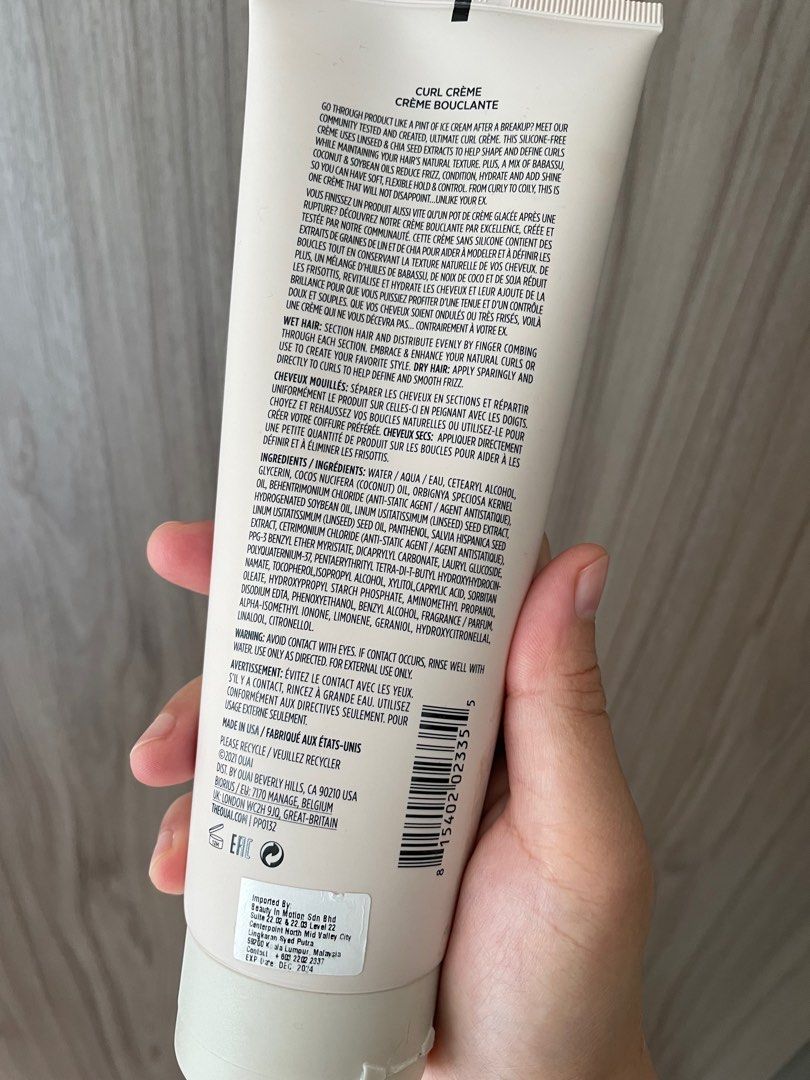 CURL CRÈME
CRÈME BOUCLANTE
GO THROUGH PRODUCT LIKE A PINT OF ICE CREAM AFTER A BREAKUP? MEET OUR
COMMUNITY TESTED AND CREATED, ULTIMATE CURL CRÈME. THIS SILICONE-FREE
CRÈME USES LINSEED & CHIA SEED EXTRACTS TO HELP SHAPE AND DEFINE CURLS
WHILE MAINTAINING YOUR HAIR'S NATURAL TEXTURE. PLUS, A MIX OF BABASSU,
COCONUT & SOYBEAN OILS REDUCE FRIZZ, CONDITION, HYDRATE AND ADD SHINE
SO YOU CAN HAVE SOFT, FLEXIBLE HOLD & CONTROL. FROM CURLY TO COILY, THIS IS
ONE CRÈME THAT WILL NOT DISAPPOINT...UNLIKE YOUR EX.
VOUS FINISSEZ UN PRODUIT AUSSI VITE QU'UN POT DE CRÈME GLACÉE APRÈS UNE
RUPTURE? DÉCOUVREZ NOTRE CRÈME BOUCLANTE PAR EXCELLENCE, CRÉÉE ET
TESTÉE PAR NOTRE COMMUNAUTÉ. CETTE CRÈME SANS SILICONE CONTIENT DES
EXTRAITS DE GRAINES DE LIN ET DE CHIA POUR AIDER À MODELER ET À DÉFINIR LES
BOUCLES TOUT EN CONSERVANT LA TEXTURE NATURELLE DE VOS CHEVEUX. DE
PLUS, UN MÉLANGE D'HUILES DE BABASSU, DE NOIX DE COCO ET DE SOJA RÉDUIT
LES FRISOTTIS, REVITALISE ET HYDRATE LES CHEVEUX ET LEUR AJOUTE DE LA
BRILLANCE POUR QUE VOUS PUISSIEZ PROFITER D'UNE TENUE ET D'UN CONTRÔLE
DOUX ET SOUPLES. QUE VOS CHEVEUX SOIENT ONDULÉS OU TRÈS FRISÉS, VOILÀ
UNE CRÈME QUI NE VOUS DÉCEVRA PAS... CONTRAIREMENT À VOTRE EX.
WET HAIR: SECTION HAIR AND DISTRIBUTE EVENLY BY FINGER COMBING
THROUGH EACH SECTION. EMBRACE & ENHANCE YOUR NATURAL CURLS OR
USE TO CREATE YOUR FAVORITE STYLE. DRY HAIR: APPLY SPARINGLY AND
DIRECTLY TO CURLS TO HELP DEFINE AND SMOOTH FRIZZ.
CHEVEUX MOUILLÉS: SÉPARER LES CHEVEUX EN SECTIONS ET RÉPARTIR
UNIFORMÉMENT LE PRODUIT SUR CELLES-CI EN PEIGNANT AVEC LES DOIGTS.
CHOYEZ ET REHAUSSEZ VOS BOUCLES NATURELLES OU UTILISEZ-LE POUR
CRÉER VOTRE COIFFURE PRÉFÉRÉE. CHEVEUX SECS: APPLIQUER DIRECTEMENT
UNE PETITE QUANTITÉ DE PRODUIT SUR LES BOUCLES POUR AIDER À LES
DÉFINIR ET À ÉLIMINER LES FRISOTTIS.
INGREDIENTS / INGRÉDIENTS: WATER / AQUA / EAU, CETEARYL ALCOHOL,
GLYCERIN, COCOS NUCIFERA (COCONUT) OIL, ORBIGNYA SPECIOSA KERNEL
OIL, BEHENTRIMONIUM CHLORIDE (ANTI-STATIC AGENT / AGENT ANTISTATIQUE),
HYDROGENATED SOYBEAN OIL, LINUM USITATISSIMUM (LINSEED) SEED EXTRACT,
LINUM USITATISSIMUM (LINSEED) SEED OIL, PANTHENOL, SALVIA HISPANICA SEED
EXTRACT, CETRIMONIUM CHLORIDE (ANTI-STATIC AGENT / AGENT ANTISTATIQUE),
PPG-3 BENZYL ETHER MYRISTATE, DICAPRYLYL CARBONATE, LAURYL GLUCOSIDE,
POLYQUATERNIUM-37, PENTAERYTHRITYL TETRA-DI-T-BUTYL HYDROXYHYDROCIN-
NAMATE, TOCOPHEROL,ISOPROPYL ALCOHOL, XYLITOL,CAPRYLIC ACID, SORBITAN
OLEATE, HYDROXYPROPYL STARCH PHOSPHATE, AMINOMETHYL PROPANOL,
DISODIUM EDTA, PHENOXYETHANOL, BENZYL ALCOHOL, FRAGRANCE / PARFUM,
ALPHA-ISOMETHYL IONONE, LIMONENE, GERANIOL, HYDROXYCITRONELLAL,
LINALOOL, CITRONELLOL.
WARNING: AVOID CONTACT WITH EYES. IF CONTACT OCCURS, RINSE WELL WITH
WATER. USE ONLY AS DIRECTED. FOR EXTERNAL USE ONLY.
AVERTISSEMENT: ÉVITEZ LE CONTACT AVEC LES YEUX.
S'IL Y A CONTACT, RINCEZ À GRANDE EAU. UTILISEZ
CONFORMÉMENT AUX DIRECTIVES SEULEMENT. POUR
USAGE EXTERNE SEULEMENT.
MADE IN USA / FABRIQUÉ AUX ÉTATS-UNIS
PLEASE RECYCLE / VEUILLEZ RECYCLER
©2021 OUAI
DIST. BY OUAI BEVERLY HILLS, CA 90210 USA
BIORIUS / EU: 7170 MANAGE, BELGIUM
UK: LONDON WC2H 9JQ, GREAT-BRITAIN
THEOUAI.COM | PP0132
EAC
8 15402 02335 5
Imported By:
Beauty In Motion Sdn Bhd
Suite 22.02 & 22.03 Level 22
Centerpoint North Mid Valley City
Lingkaran Syed Putra
Lumpur, Malaysia
Contact : + 603 2202 2337
EXP Date: DEC 2024